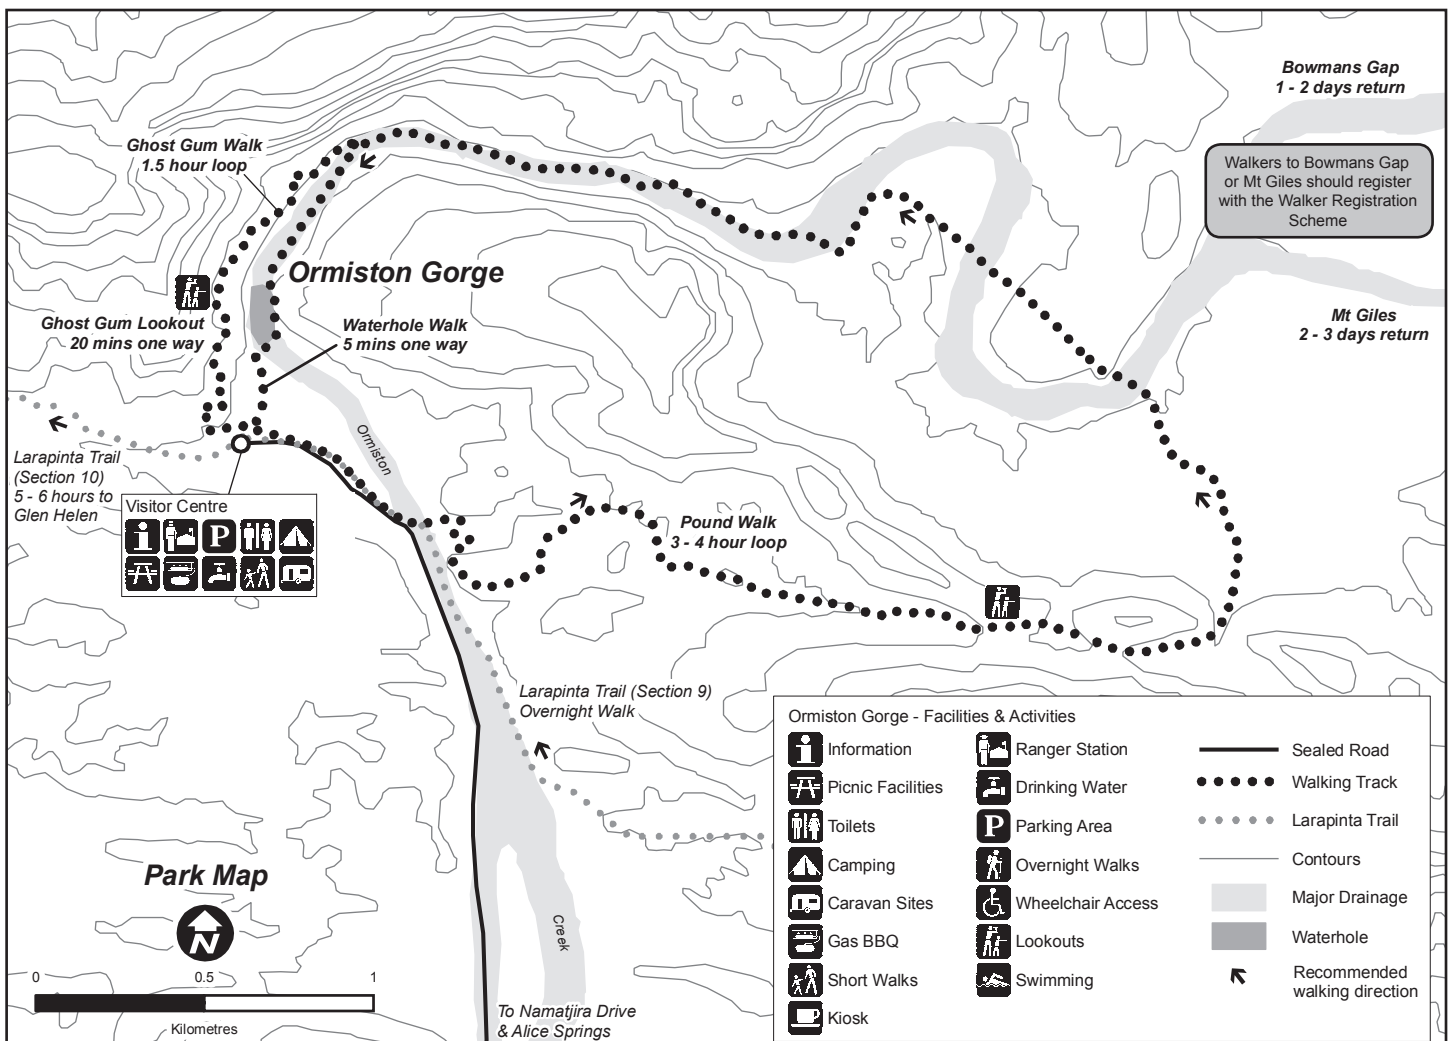 Bowmans Gap
1 - 2 days return
Ghost Gum Walk
1.5 hour loop
Walkers to Bowmans Gap
or Mt Giles should register
with the Walker Registration
Scheme
Ormiston Gorge
Ghost Gum Lookout
20 mins one way
Waterhole Walk
5 mins one way
Mt Giles
2 - 3 days return
Ormiston
Larapinta Trail
(Section 10)
5 - 6 hours to
Glen Helen
Visitor Centre
P
Pound Walk
3 - 4 hour loop
Larapinta Trail (Section 9)
Overnight Walk
Park Map
N
0 0.5 1
Kilometres
Creek
To Namatjira Drive
& Alice Springs
Ormiston Gorge - Facilities & Activities
Information
Picnic Facilities
Toilets
Camping
Caravan Sites
Gas BBQ
Short Walks
Kiosk
Ranger Station
Drinking Water
P Parking Area
Overnight Walks
Wheelchair Access
Lookouts
Swimming
Sealed Road
Walking Track
Larapinta Trail
Contours
Major Drainage
Waterhole
Recommended
walking direction